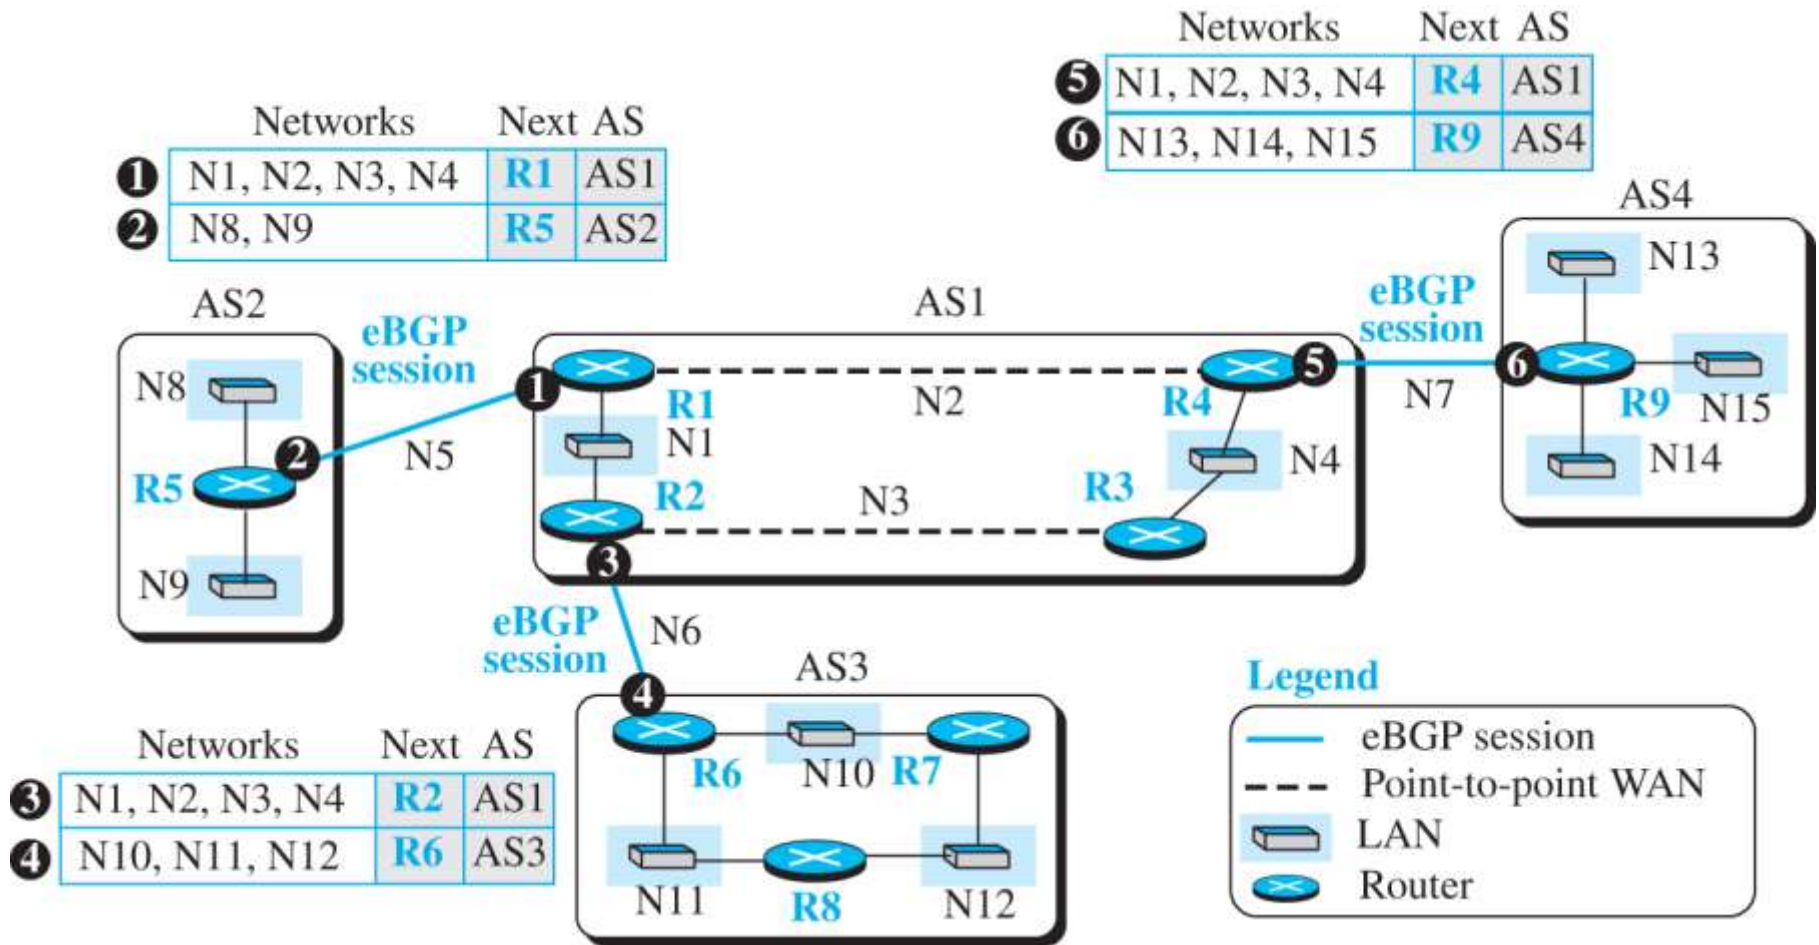 Networks Next AS
5 N1, N2, N3, N4 R4 AS1
6 N13, N14, N15 R9 AS4
Networks Next AS
1 N1, N2, N3, N4 R1 AS1
2 N8, N9 R5 AS2
AS4
N13
6
R9
N15
N14
AS2
N8
2
R5
N9
eBGP
session
N5
AS1
1
R1
N2
R4
5
N1
R2
N3
R3
N4
3
eBGP
session
N7
eBGP
session
N6
AS3
4
R6
N10
R7
N11
R8
N12
Networks Next AS
3 N1, N2, N3, N4 R2 AS1
4 N10, N11, N12 R6 AS3
Legend
eBGP session
Point-to-point WAN
LAN
Router